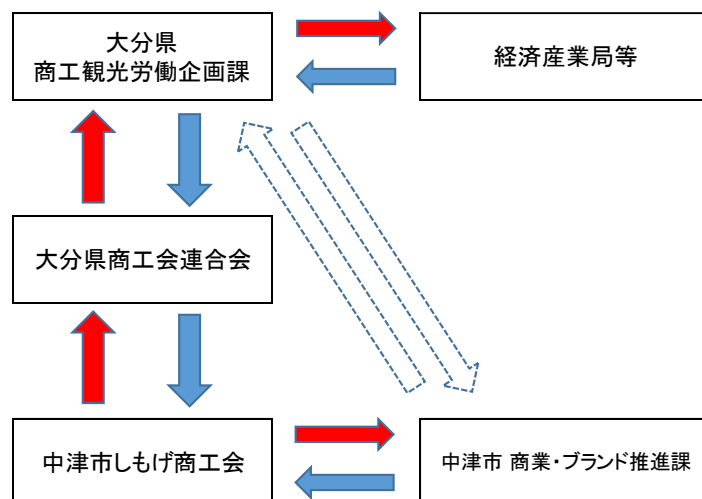 大分県
商工観光労働企画課
経済産業局等
大分県商工会連合会
中津市しもげ商工会
中津市 商業・ブランド推進課